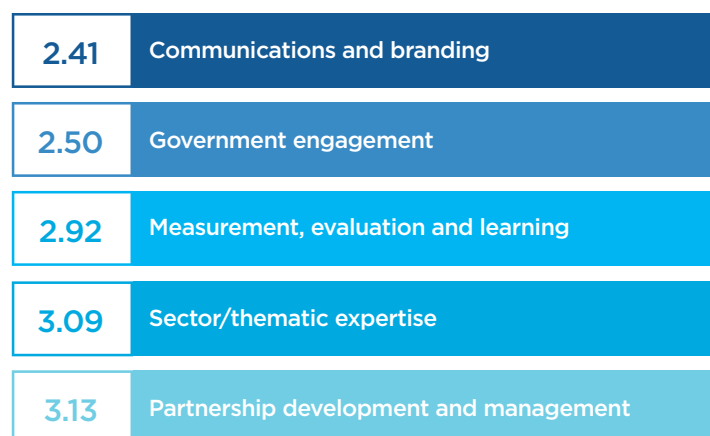 2.41 Communications and branding
2.50 Government engagement
2.92 Measurement, evaluation and learning
3.09 Sector/thematic expertise
3.13 Partnership development and management